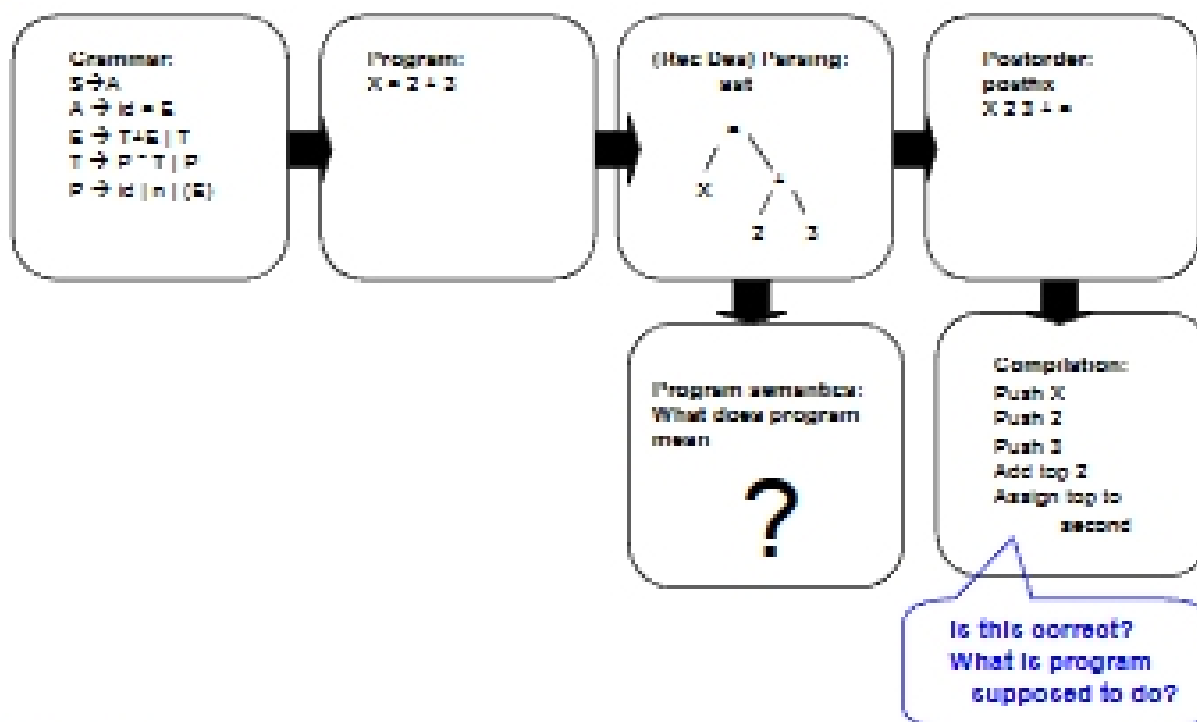 Grammar:
S → A
A → id = E
E → T+E | T
T → P * T | P
P → id | n | (E)
Program:
X = 2 + 3
(Rec Des) Parsing:
ast
=
X
+
2
3
Postorder:
postfix
X 2 3 + =
Program semantics:
What does program
mean
?
Compilation:
Push X
Push 2
Push 3
Add top 2
Assign top to
second
Is this correct?
What is program
supposed to do?